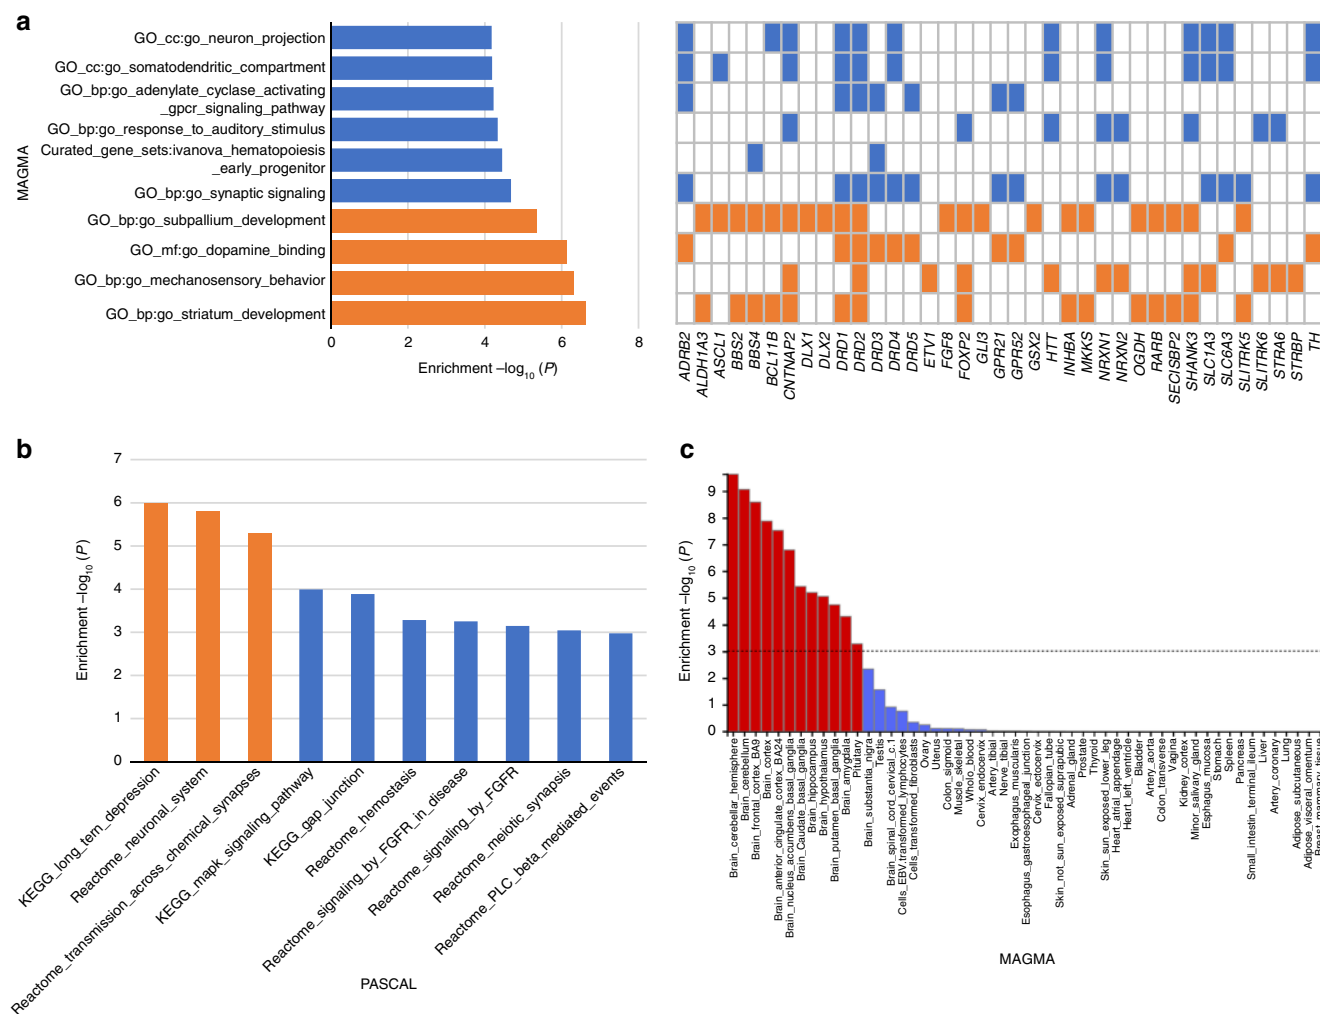 a
MAGMA
GO_cc:go_neuron_projection
GO_cc:go_somatodendritic_compartment
GO_bp:go_adenylate_cyclase_activating
_gpcr_signaling_pathway
GO_bp:go_response_to_auditory_stimulus
Curated_gene_sets:ivanova_hematopoiesis
_early_progenitor
GO_bp:go_synaptic signaling
GO_bp:go_subpallium_development
GO_mf:go_dopamine_binding
GO_bp:go_mechanosensory_behavior
GO_bp:go_striatum_development
0
2
4
6
8
Enrichment –log10 (P)
ADRB2
ALDH1A3
ASCL1
BBS2
BBS4
BCL11B
CNTNAP2
DLX1
DLX2
DRD1
DRD2
DRD3
DRD4
DRD5
ETV1
FGF8
FOXP2
GLI3
GPR21
GPR52
GSX2
HTT
INHBA
MKKS
NRXN1
NRXN2
OGDH
RARB
SECISBP2
SHANK3
SLC1A3
SLC6A3
SLITRK5
SLITRK6
STRA6
STRBP
TH
b
Enrichment –log10 (P)
7
6
5
4
3
2
1
0
KEGG_long_tern_depression
Reactome_neuronal_system
Reactome_transmission_across_chemical_synapses
KEGG_mapk_signaling_pathway
KEGG_gap_junction
Reactome_hemostasis
Reactome_signaling_by_FGFR_in_disease
Reactome_signaling_by_FGFR
Reactome_meiotic_synapsis
Reactome_PLC_beta_mediated_events
PASCAL
c
Enrichment –log10 (P)
9
8
7
6
5
4
3
2
1
0
Brain_cerebellar_hemisphere
Brain_cerebellum
Brain_frontal_cortex_BA9
Brain_cortex
Brain_anterior_cingulate_cortex_BA24
Brain_nucleus_accumbens_basal_ganglia
Brain_Caudate_basal_ganglia
Brain_hippocampus
Brain_hypothalamus
Brain_putamen_basal_ganglia
Brain_amygdala
Pituitary
Brain_substantia_nigra
Testis
Brain_spinal_cord_cervical_c.1
Cells_EBV.transformed_lymphocytes
Cells_transformed_fibroblasts
Ovary
Uterus
Colon_sigmoid
Muscle_skeletal
Wholo_blood
Cervix_endocervix
Artery_tibial
Nerve_tibial
Exophagus_muscularis
Esophagus_gastroesophageal_junction
Cervix_ectocervix
Fallopian_tube
Skin_not_sun_exposed_suprapubic
Adrenal_gland
Prostate
Thyroid
Skin_sun_exposed_lower_leg
Heart_atrial_appendage
Heart_left_ventricle
Bladder
Artery_aorta
Colon_transverse
Vagina
Kidney_cortex
Minor_salivary_gland
Esphagus_mucosa
Stomach
Spleen
Pancreas
Small_intestin_terminal_ileum
Liver
Artery_coronary
Lung
Adipose_subcutaneous
Adipose_visceral_omentum
Breast_mammary_tissue
MAGMA